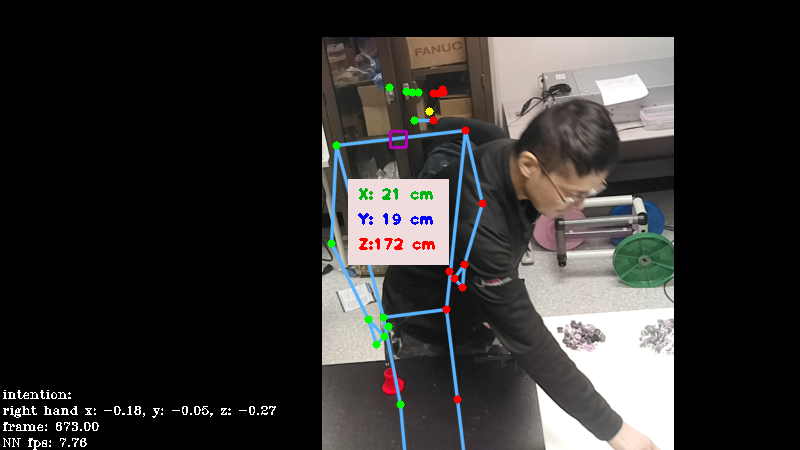 FANUC
X: 21 cm
Y: 19 cm
Z:172 cm
intention:
right hand x: -0.18, y: -0.05, z: -0.27
frame: 673.00
NN fps: 7.76